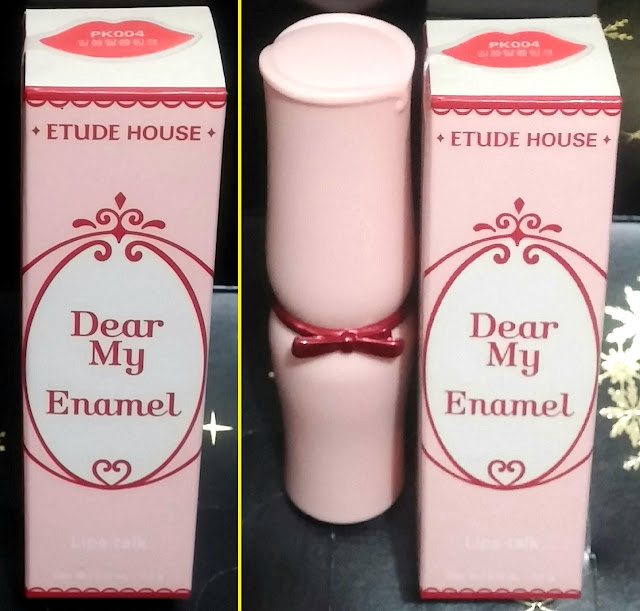 PK004
ETUDE HOUSE
Dear
My
Enamel
Lips-talk
PK004
ETUDE HOUSE
Dear
My
Enamel
Lips-talk